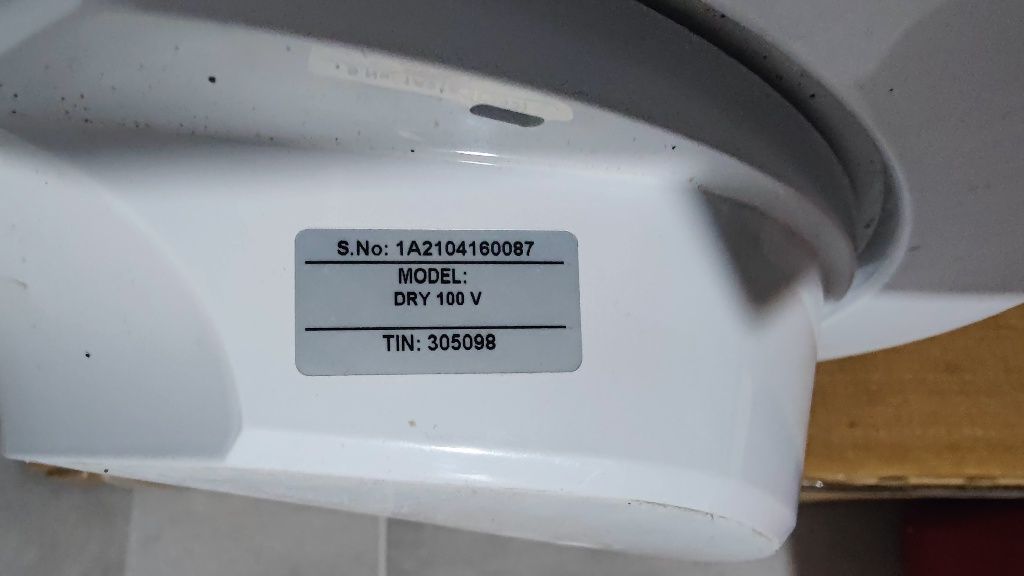 S.No: 1A2104160087
MODEL:
DRY 100 V
TIN: 305098